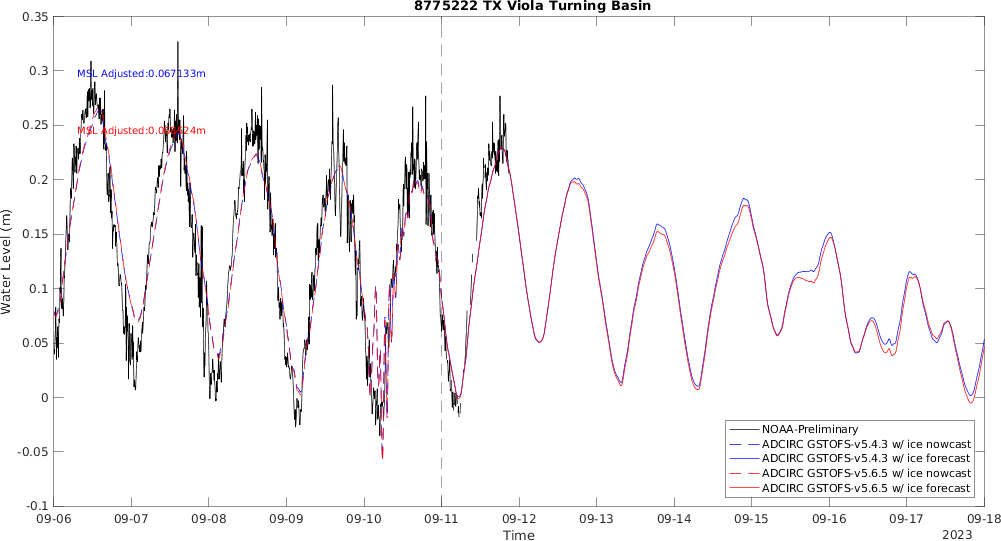 8775222 TX Viola Turning Basin
0.35
0.3
0.25
0.2
0.15
0.1
0.05
0
-0.05
-0.1
Water Level (m)
MSL Adjusted:0.067133m
MSL
NOAA-Preliminary
ADCIRC GSTOFS-v5.4.3 w/ ice nowcast
ADCIRC GSTOFS-v5.4.3 w/ ice forecast
ADCIRC GSTOFS-v5.6.5 w/ ice nowcast
ADCIRC GSTOFS-v5.6.5 w/ ice forecast
09-06 09-07 09-08 09-09 09-10 09-11 09-12 09-13 09-14 09-15 09-16 09-17 09-18
Time
2023